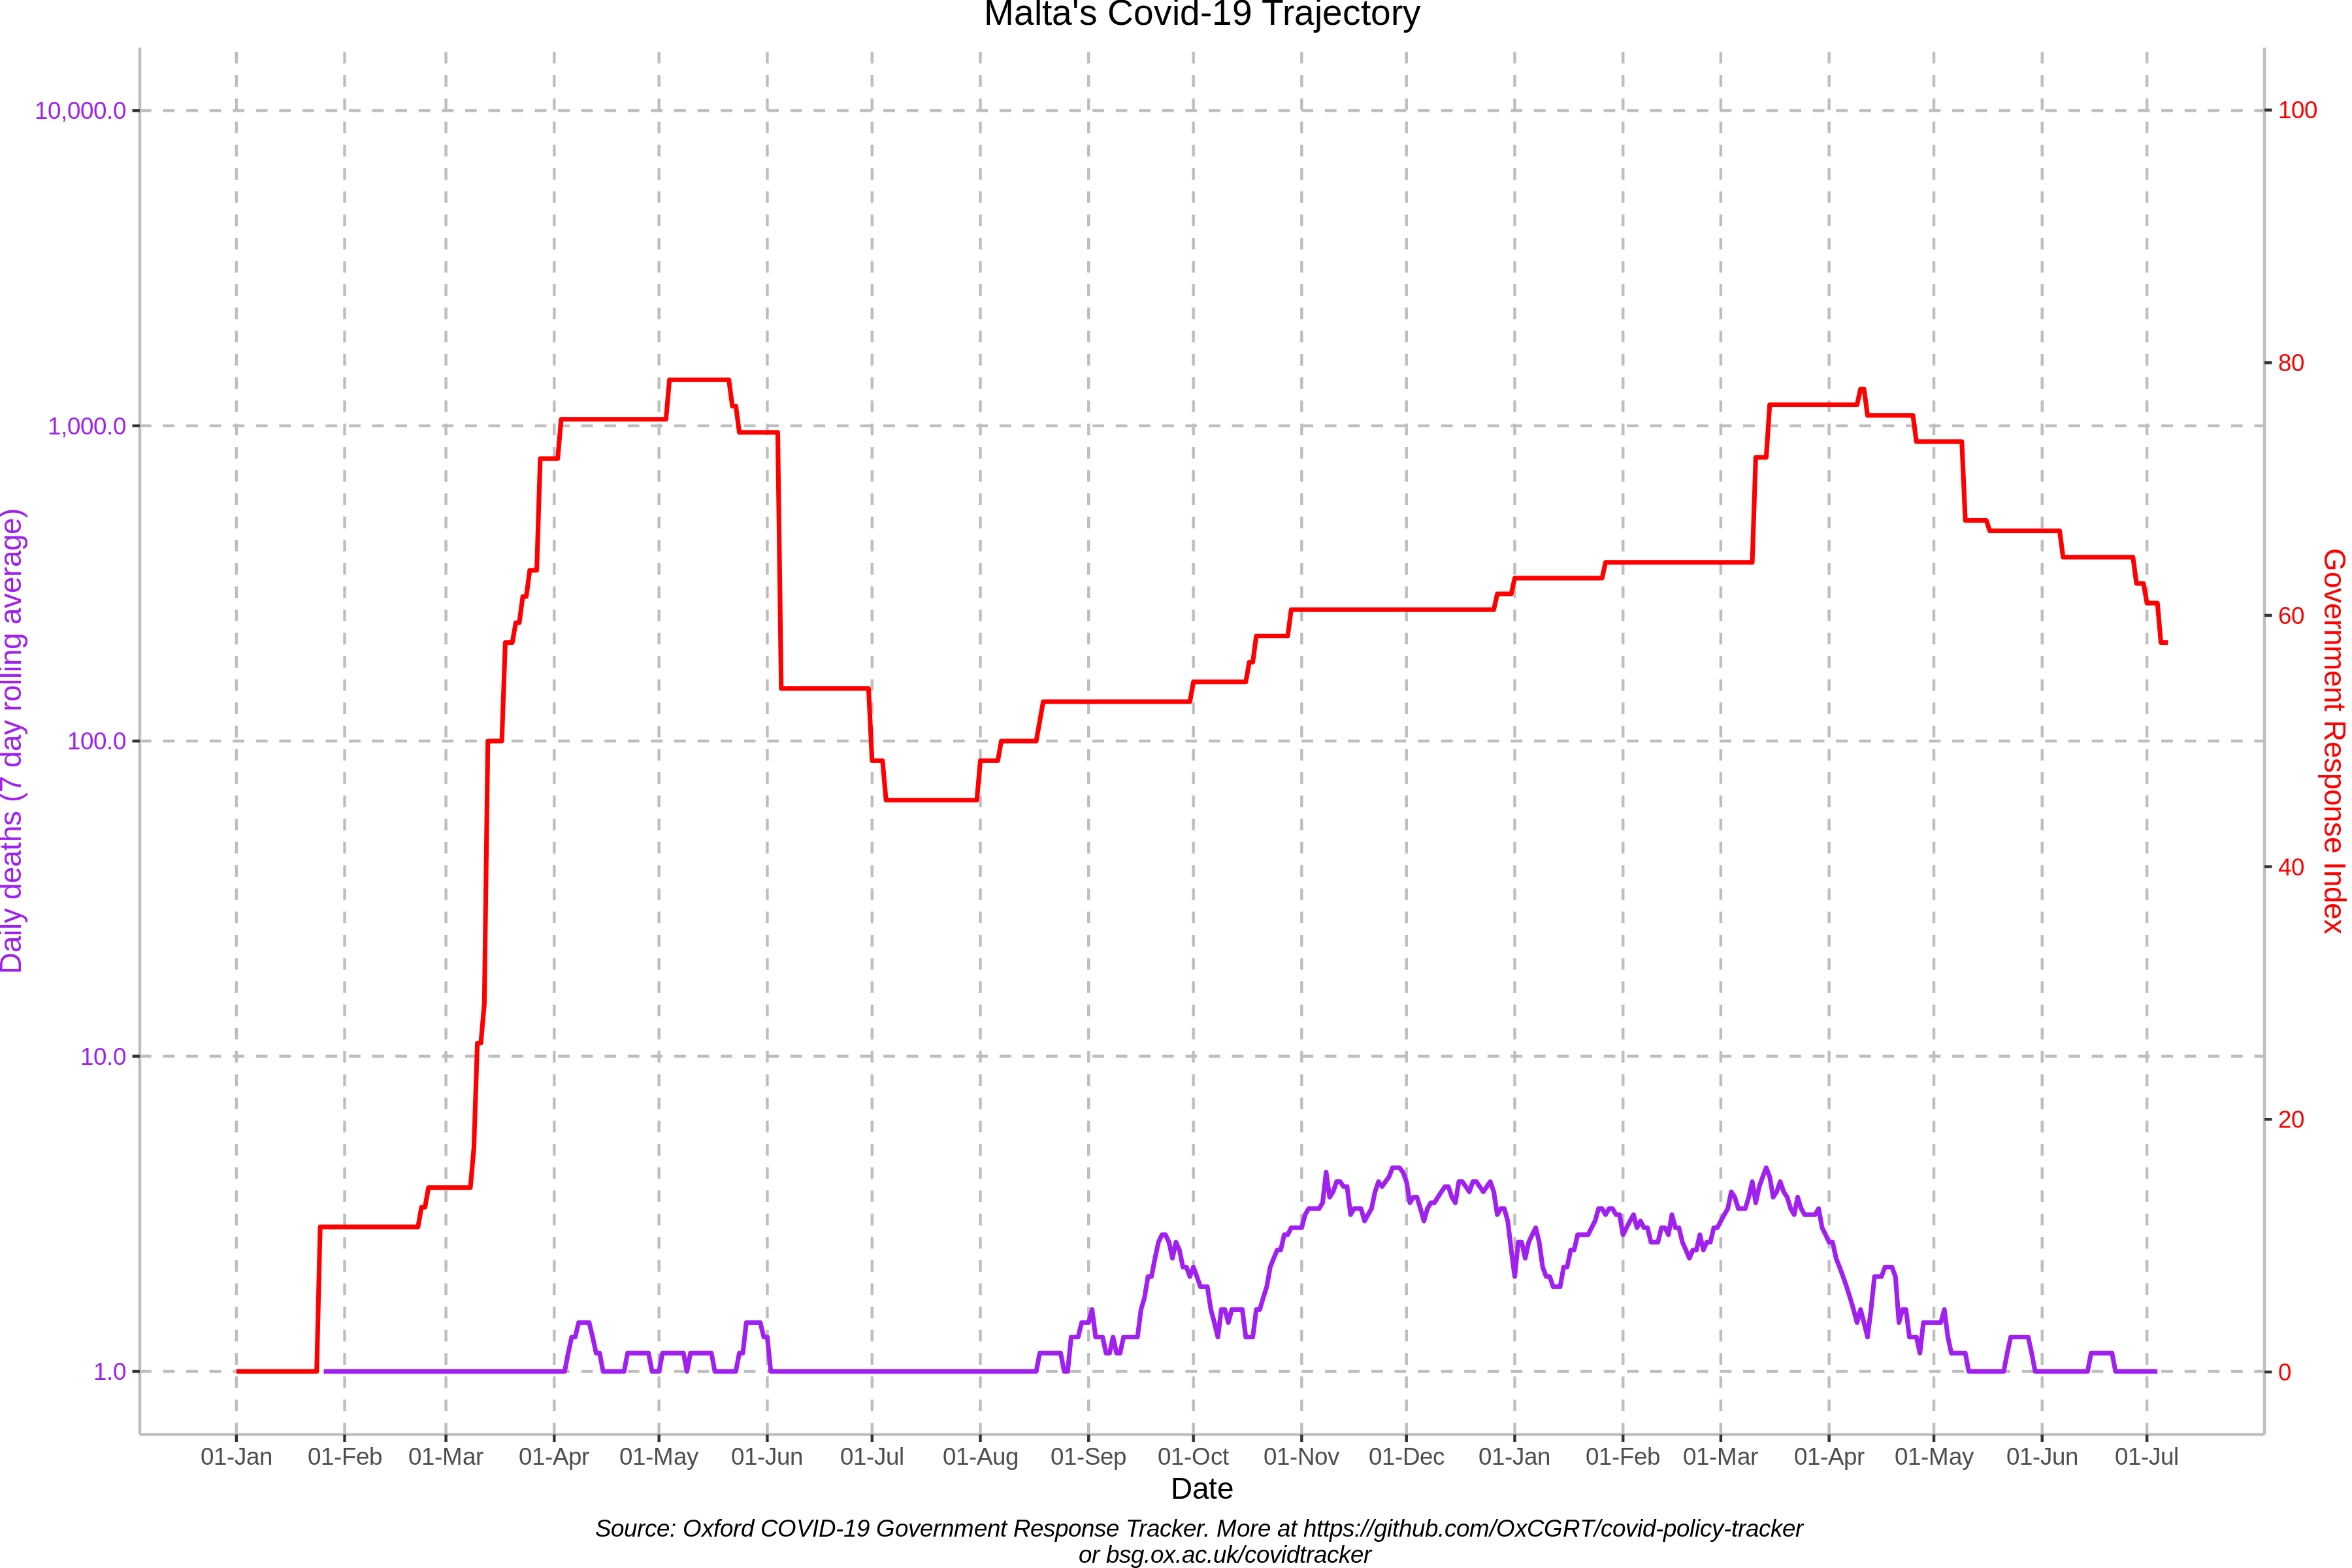 Malta's Covid-19 Trajectory
10,000.0
1,000.0
100.0
10.0
1.0
Daily deaths (7 day rolling average)
100
80
60
40
20
0
Government Response Index
01-Jan 01-Feb 01-Mar 01-Apr 01-May 01-Jun 01-Jul 01-Aug 01-Sep 01-Oct 01-Nov 01-Dec 01-Jan 01-Feb 01-Mar 01-Apr 01-May 01-Jun 01-Jul
Date
Source: Oxford COVID-19 Government Response Tracker. More at https://github.com/OxCGRT/covid-policy-tracker
or bsg.ox.ac.uk/covidtracker